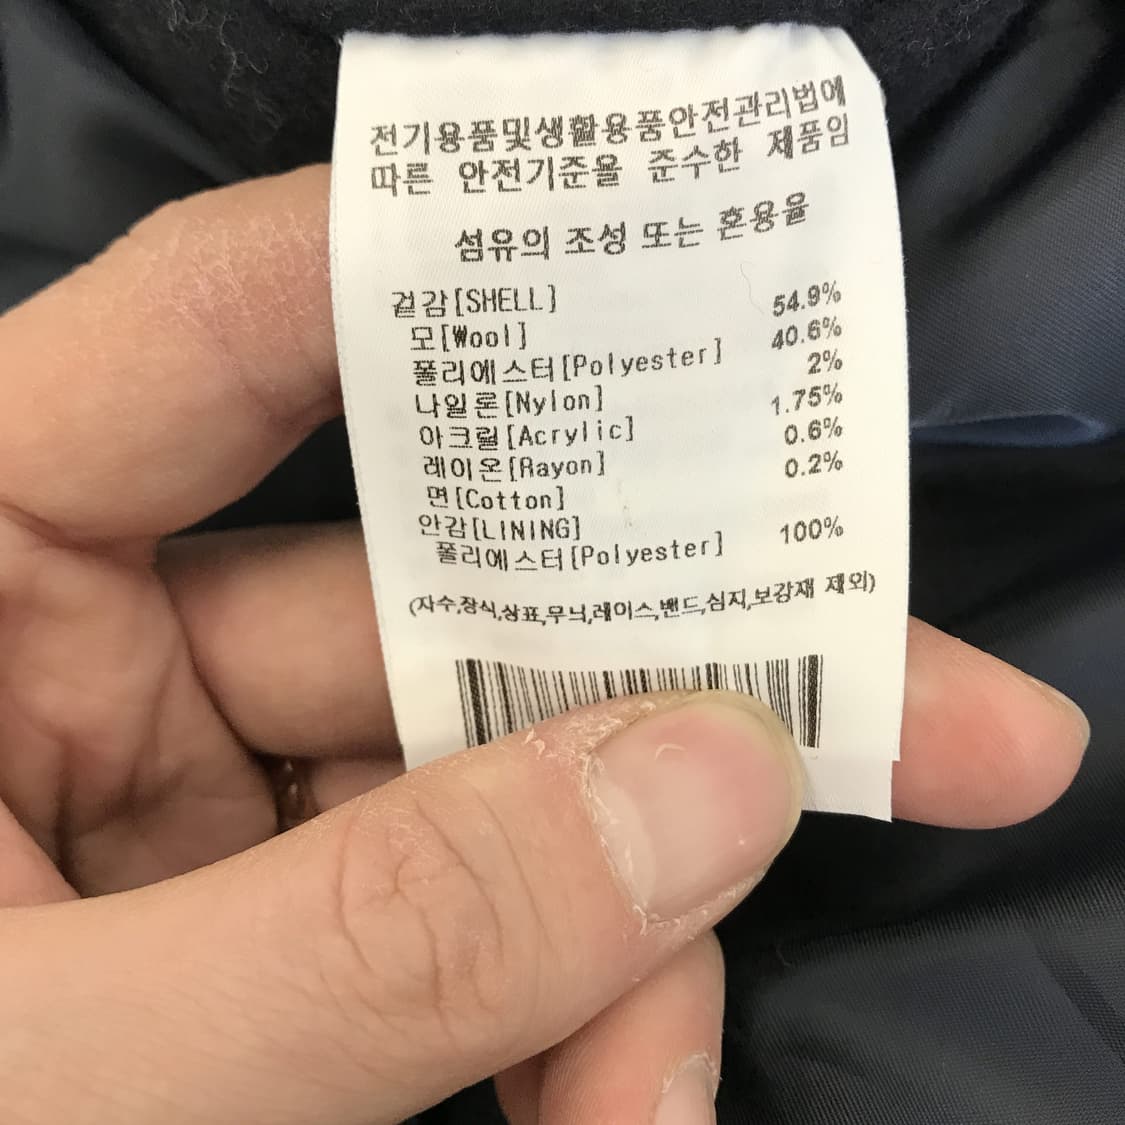 전기용품및생활용품안전관리법에
따른 안전기준을 준수한 제품임
섬유의 조성 또는 혼용율
겉감[SHELL]
모[Wool] 54.9%
폴리에스터[Polyester] 40.6%
나일론[Nylon] 2%
아크릴[Acrylic] 1.75%
레이온[Rayon] 0.6%
면[Cotton] 0.2%
안감[LINING]
폴리에스터[Polyester] 100%
(자수,장식,상표,무늬,레이스,밴드,심지,보강재 제외)